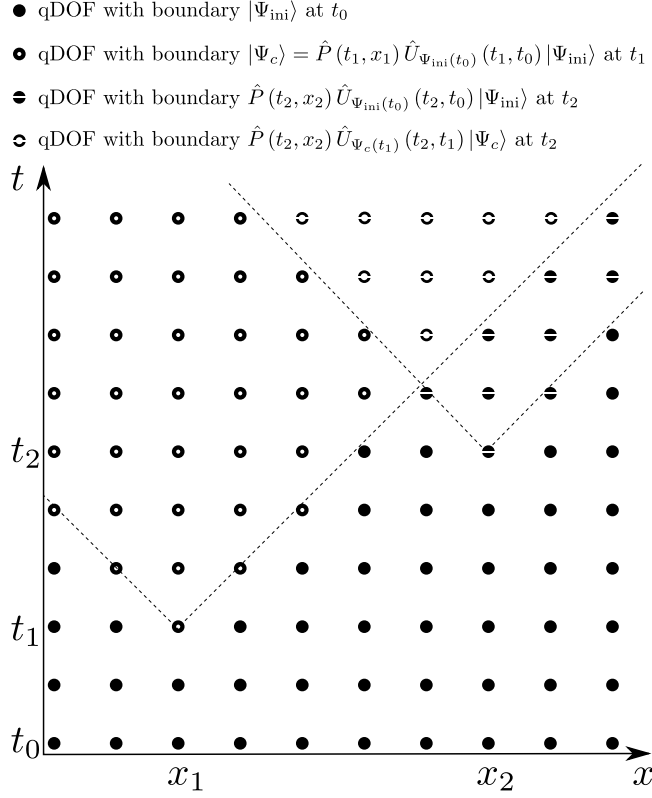 qDOF with boundary |Ψ_ini⟩ at t_0
qDOF with boundary |Ψ_c⟩ = P̂ (t_1, x_1) Û_{Ψ_ini(t_0)} (t_1, t_0) |Ψ_ini⟩ at t_1
qDOF with boundary P̂ (t_2, x_2) Û_{Ψ_ini(t_0)} (t_2, t_0) |Ψ_ini⟩ at t_2
qDOF with boundary P̂ (t_2, x_2) Û_{Ψ_c(t_1)} (t_2, t_1) |Ψ_c⟩ at t_2
t
t_2
t_1
t_0
x_1 x_2 x